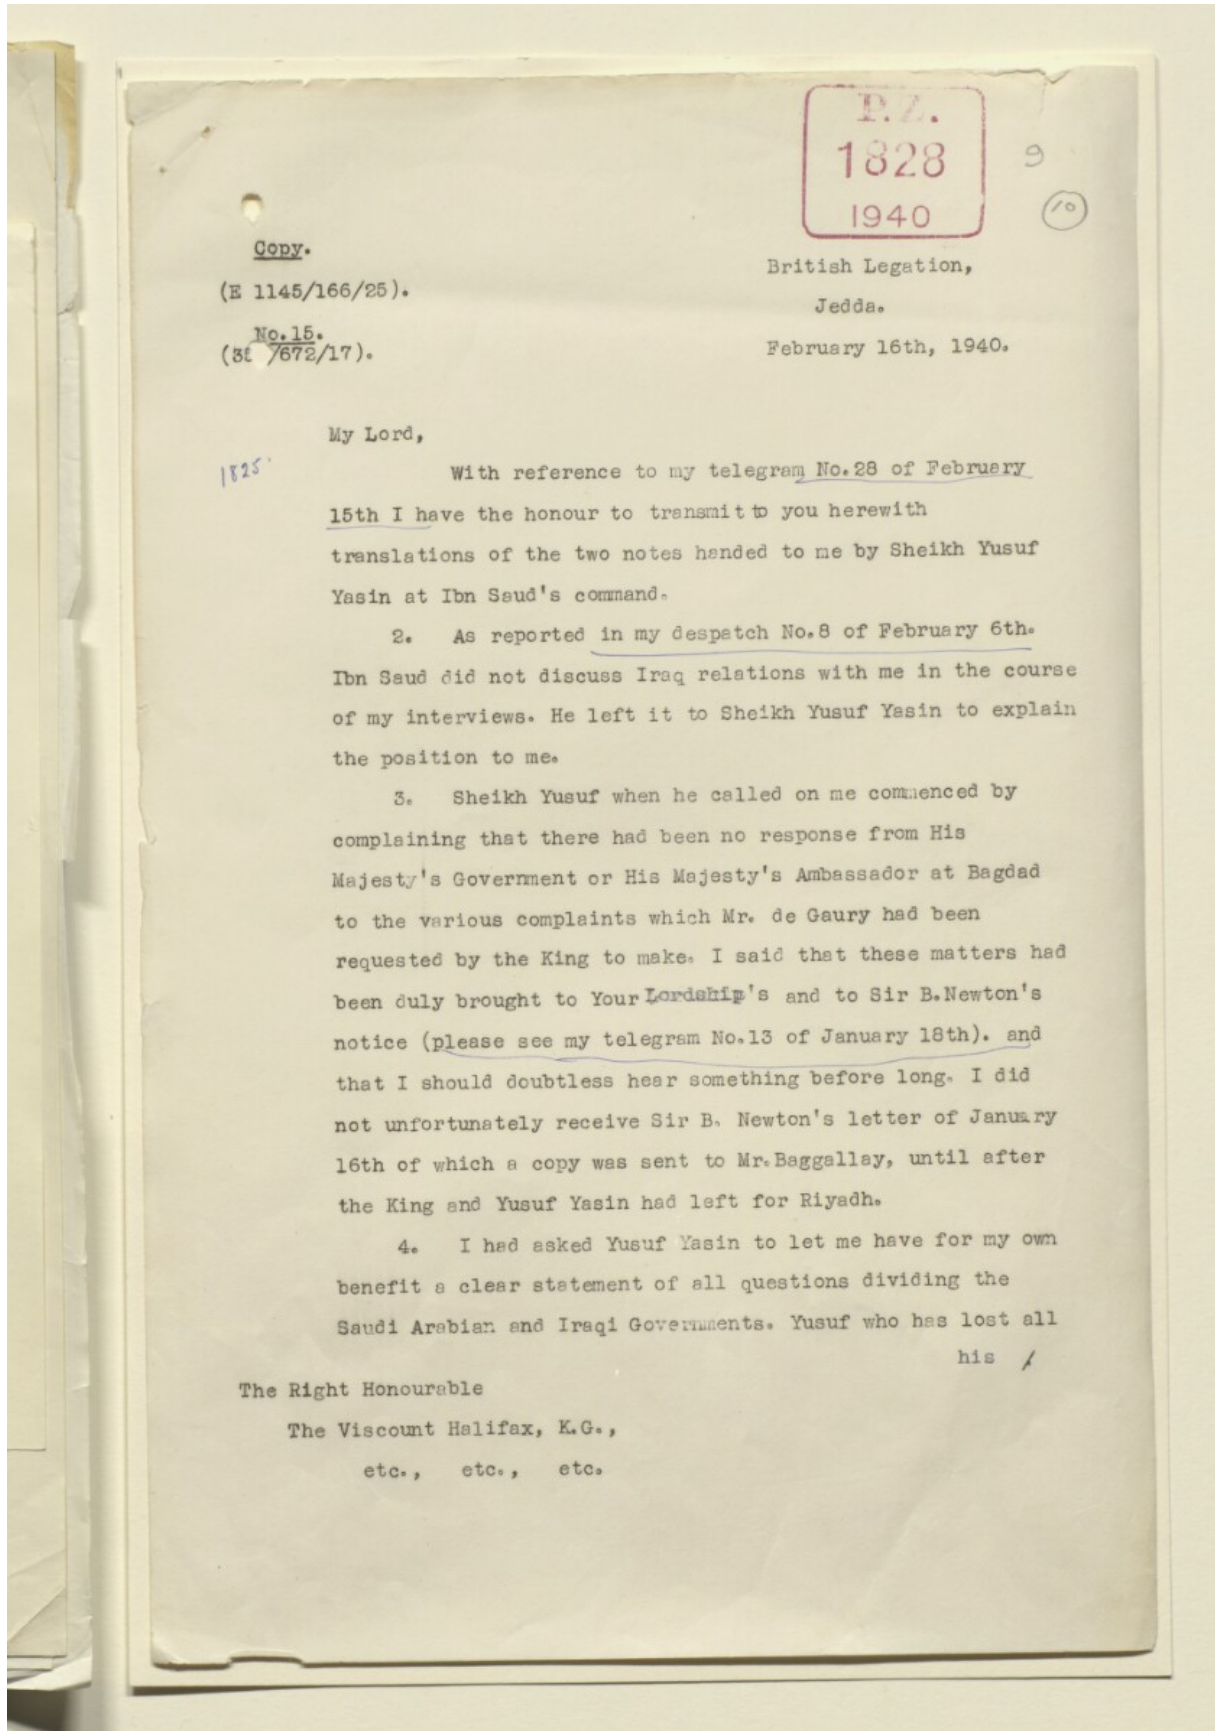 P.Z.
1828
1940
9
10
Copy.
(E 1145/166/25).
No.15.
/672/17).
British Legation,
Jedda.
February 16th, 1940.
My Lord,
1825
With reference to my telegram No.28 of February
15th I have the honour to transmit to you herewith
translations of the two notes handed to me by Sheikh Yusuf
Yasin at Ibn Saud's command.
2. As reported in my despatch No.8 of February 6th.
Ibn Saud did not discuss Iraq relations with me in the course
of my interviews. He left it to Sheikh Yusuf Yasin to explain
the position to me.
3. Sheikh Yusuf when he called on me commenced by
complaining that there had been no response from His
Majesty's Government or His Majesty's Ambassador at Bagdad
to the various complaints which Mr. de Gaury had been
requested by the King to make. I said that these matters had
been duly brought to Your Lordship's and to Sir B.Newton's
notice (please see my telegram No.13 of January 18th). and
that I should doubtless hear something before long. I did
not unfortunately receive Sir B. Newton's letter of January
16th of which a copy was sent to Mr.Baggallay, until after
the King and Yusuf Yasin had left for Riyadh.
4. I had asked Yusuf Yasin to let me have for my own
benefit a clear statement of all questions dividing the
Saudi Arabian and Iraqi Governments. Yusuf who has lost all
his /
The Right Honourable
The Viscount Halifax, K.G.,
etc., etc., etc.